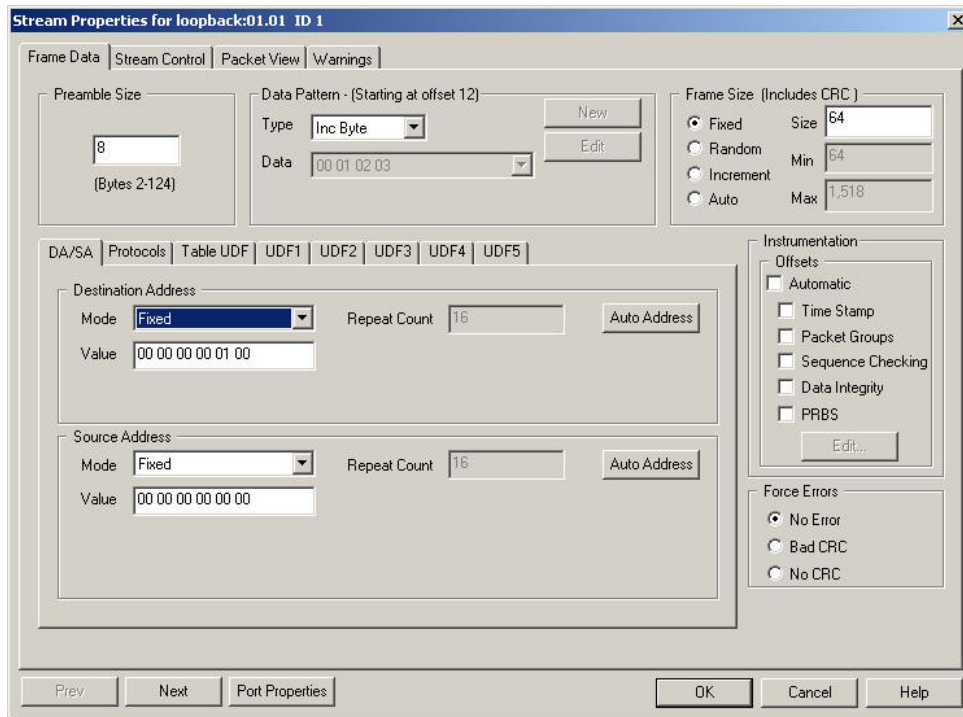 Stream Properties for loopback:01.01 ID 1
Frame Data Stream Control Packet View Warnings
Preamble Size
8
(Bytes 2-124)
Data Pattern - (Starting at offset 12)
Type Inc Byte
Data 00 01 02 03
New
Edit
Frame Size (Includes CRC )
Fixed
Random
Increment
Auto
Size 64
Min 64
Max 1,518
DA/SA Protocols Table UDF UDF1 UDF2 UDF3 UDF4 UDF5
Destination Address
Mode Fixed Repeat Count 16 Auto Address
Value 00 00 00 00 01 00
Source Address
Mode Fixed Repeat Count 16 Auto Address
Value 00 00 00 00 00 00
Instrumentation
Offsets
Automatic
Time Stamp
Packet Groups
Sequence Checking
Data Integrity
PRBS
Edit...
Force Errors
No Error
Bad CRC
No CRC
Prev Next Port Properties OK Cancel Help